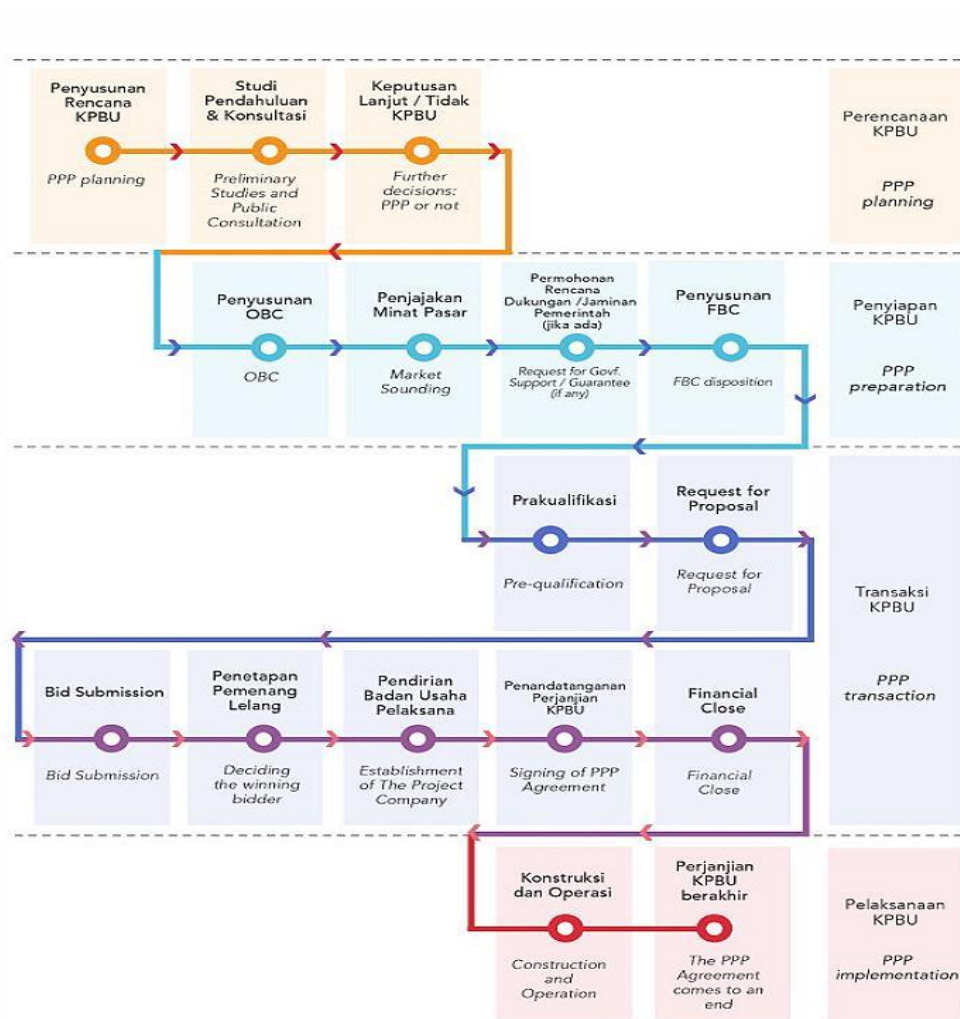 Penyusunan
Rencana
KPBU
PPP planning
Studi
Pendahuluan
& Konsultasi
Preliminary
Studies and
Public
Consultation
Keputusan
Lanjut / Tidak
KPBU
Further
decisions:
PPP or not
Perencanaan
KPBU
PPP
planning
Penyusunan
OBC
OBC
Penjajakan
Minat Pasar
Market
Sounding
Permohonan
Rencana
Dukungan /Jaminan
Pemerintah
(jika ada)
Request for Govf.
Support / Guarantee
(if any)
Penyusunan
FBC
FBC disposition
Penyiapan
KPBU
PPP
preparation
Prakualifikasi
Pre-qualification
Request for
Proposal
Request for
Proposal
Transaksi
KPBU
PPP
transaction
Bid Submission
Bid Submission
Penetapan
Pemenang
Lelang
Deciding
the winning
bidder
Pendirian
Badan Usaha
Pelaksana
Establishment
of The Project
Company
Penandatanganan
Perjanjian
KPBU
Signing of PPP
Agreement
Financial
Close
Financial
Close
Konstruksi
dan Operasi
Construction
and
Operation
Perjanjian
KPBU
berakhir
The PPP
Agreement
comes to an
end
Pelaksanaan
KPBU
PPP
implementation